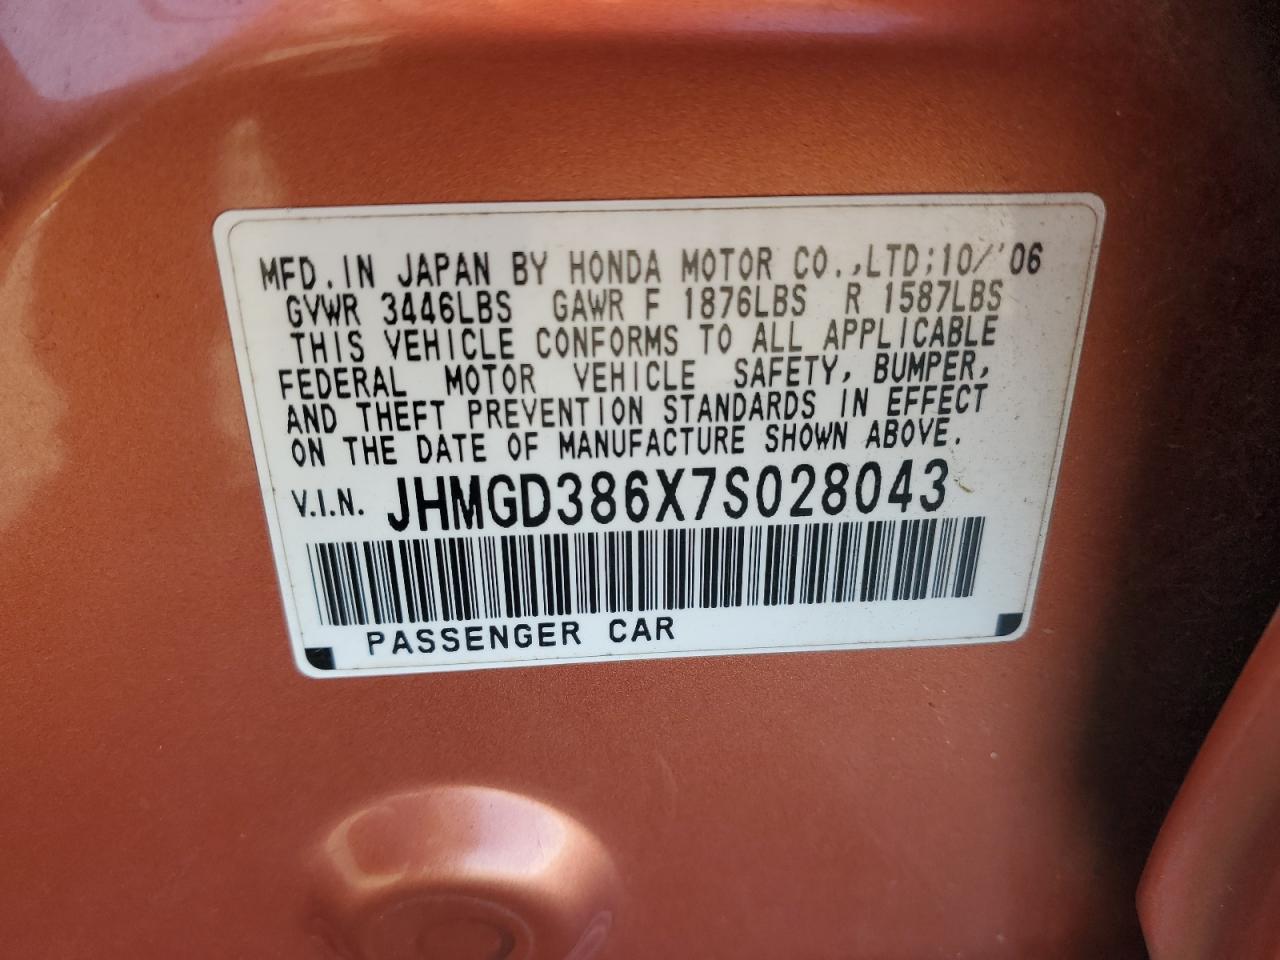 MFD. IN JAPAN BY HONDA MOTOR CO., LTD; 10/'06
GVWR 3446LBS GAWR F 1876LBS R 1587LBS
THIS VEHICLE CONFORMS TO ALL APPLICABLE
FEDERAL MOTOR VEHICLE SAFETY, BUMPER,
AND THEFT PREVENTION STANDARDS IN EFFECT
ON THE DATE OF MANUFACTURE SHOWN ABOVE.
V.I.N. JHMGD386X7S028043
PASSENGER CAR